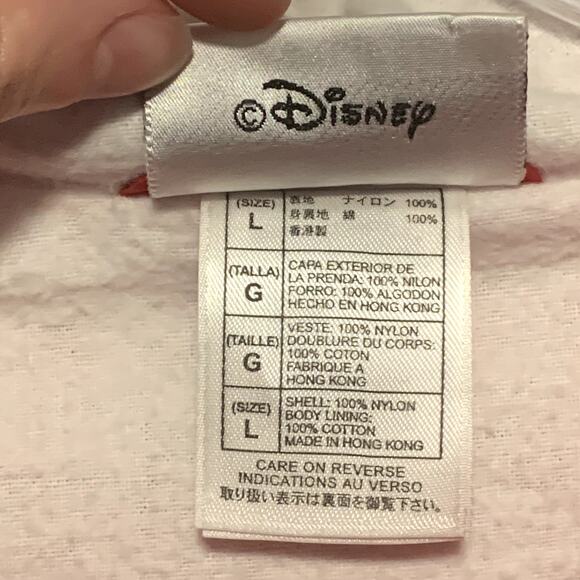 © Disney
(SIZE) L
表地 ナイロン 100%
身裏地 綿 100%
香港製
(TALLA) G
CAPA EXTERIOR DE
LA PRENDA: 100% NILON
FORRO: 100% ALGODON
HECHO EN HONG KONG
(TAILLE) G
VESTE: 100% NYLON
DOUBLURE DU CORPS:
100% COTON
FABRIQUE A
HONG KONG
(SIZE) L
SHELL: 100% NYLON
BODY LINING:
100% COTTON
MADE IN HONG KONG
CARE ON REVERSE
INDICATIONS AU VERSO
取り扱い表示は裏面を御覧下さい。